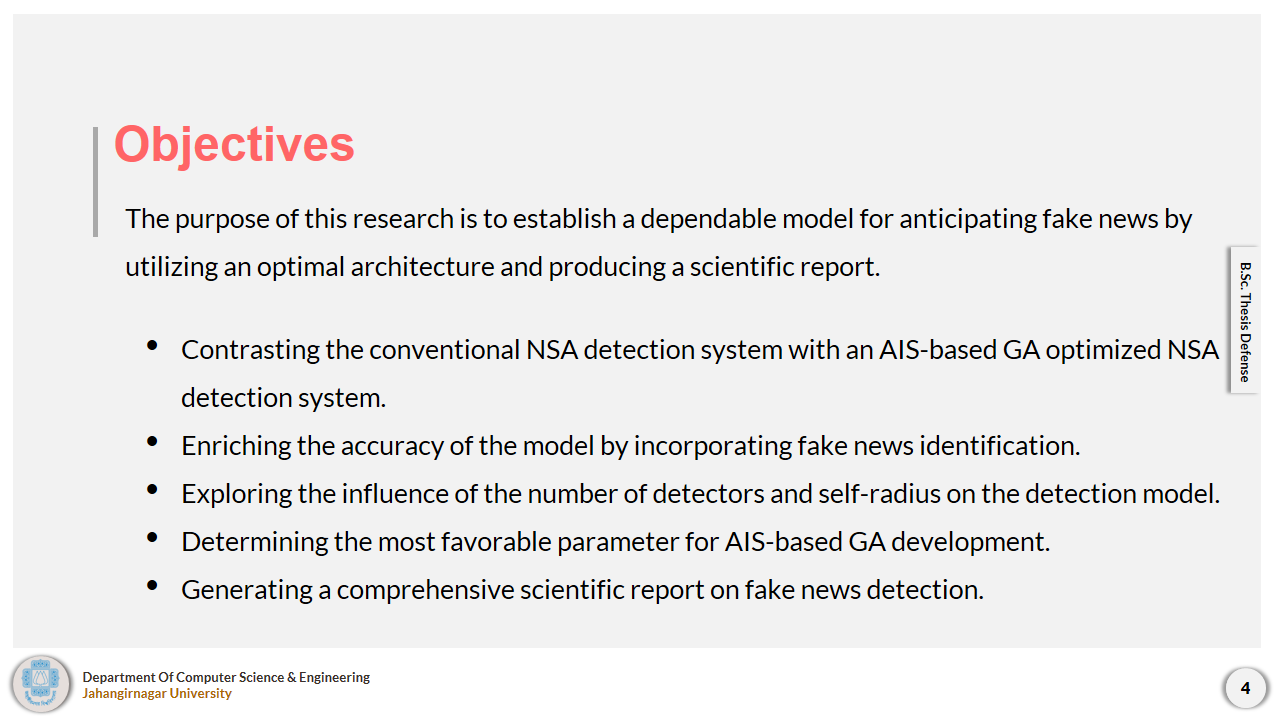 Objectives
The purpose of this research is to establish a dependable model for anticipating fake news by
utilizing an optimal architecture and producing a scientific report.
• Contrasting the conventional NSA detection system with an AIS-based GA optimized NSA
detection system.
• Enriching the accuracy of the model by incorporating fake news identification.
• Exploring the influence of the number of detectors and self-radius on the detection model.
• Determining the most favorable parameter for AIS-based GA development.
• Generating a comprehensive scientific report on fake news detection.
B.Sc. Thesis Defense
Department Of Computer Science & Engineering
Jahangirnagar University
4